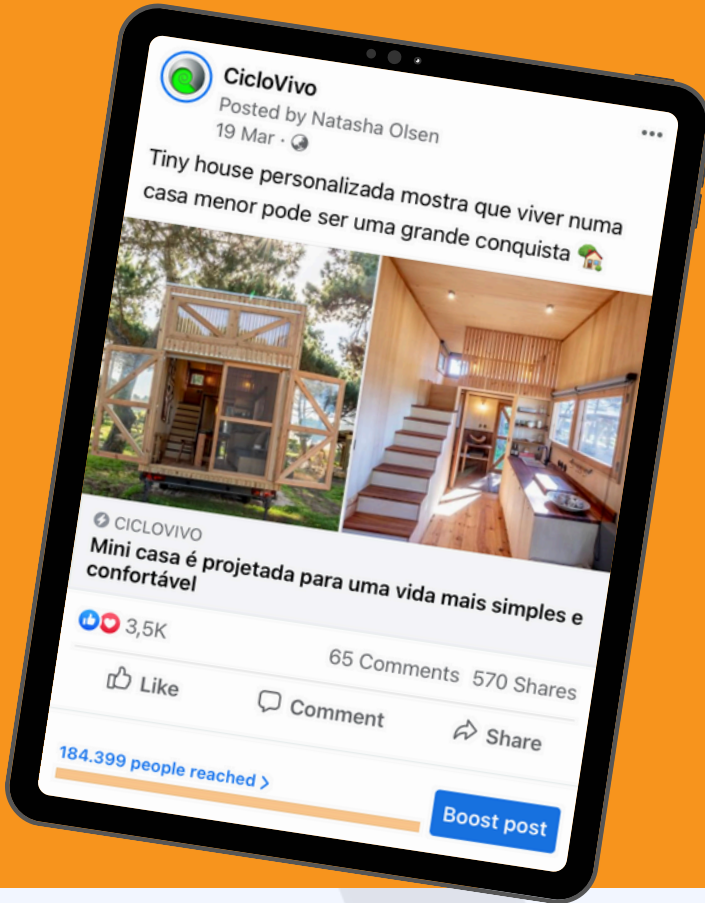 CicloVivo
Posted by Natasha Olsen
19 Mar ·
Tiny house personalizada mostra que viver numa
casa menor pode ser uma grande conquista 🏡
CICLOVIVO
Mini casa é projetada para uma vida mais simples e
confortável
3,5K
65 Comments 570 Shares
Like
Comment
Share
184.399 people reached >
Boost post